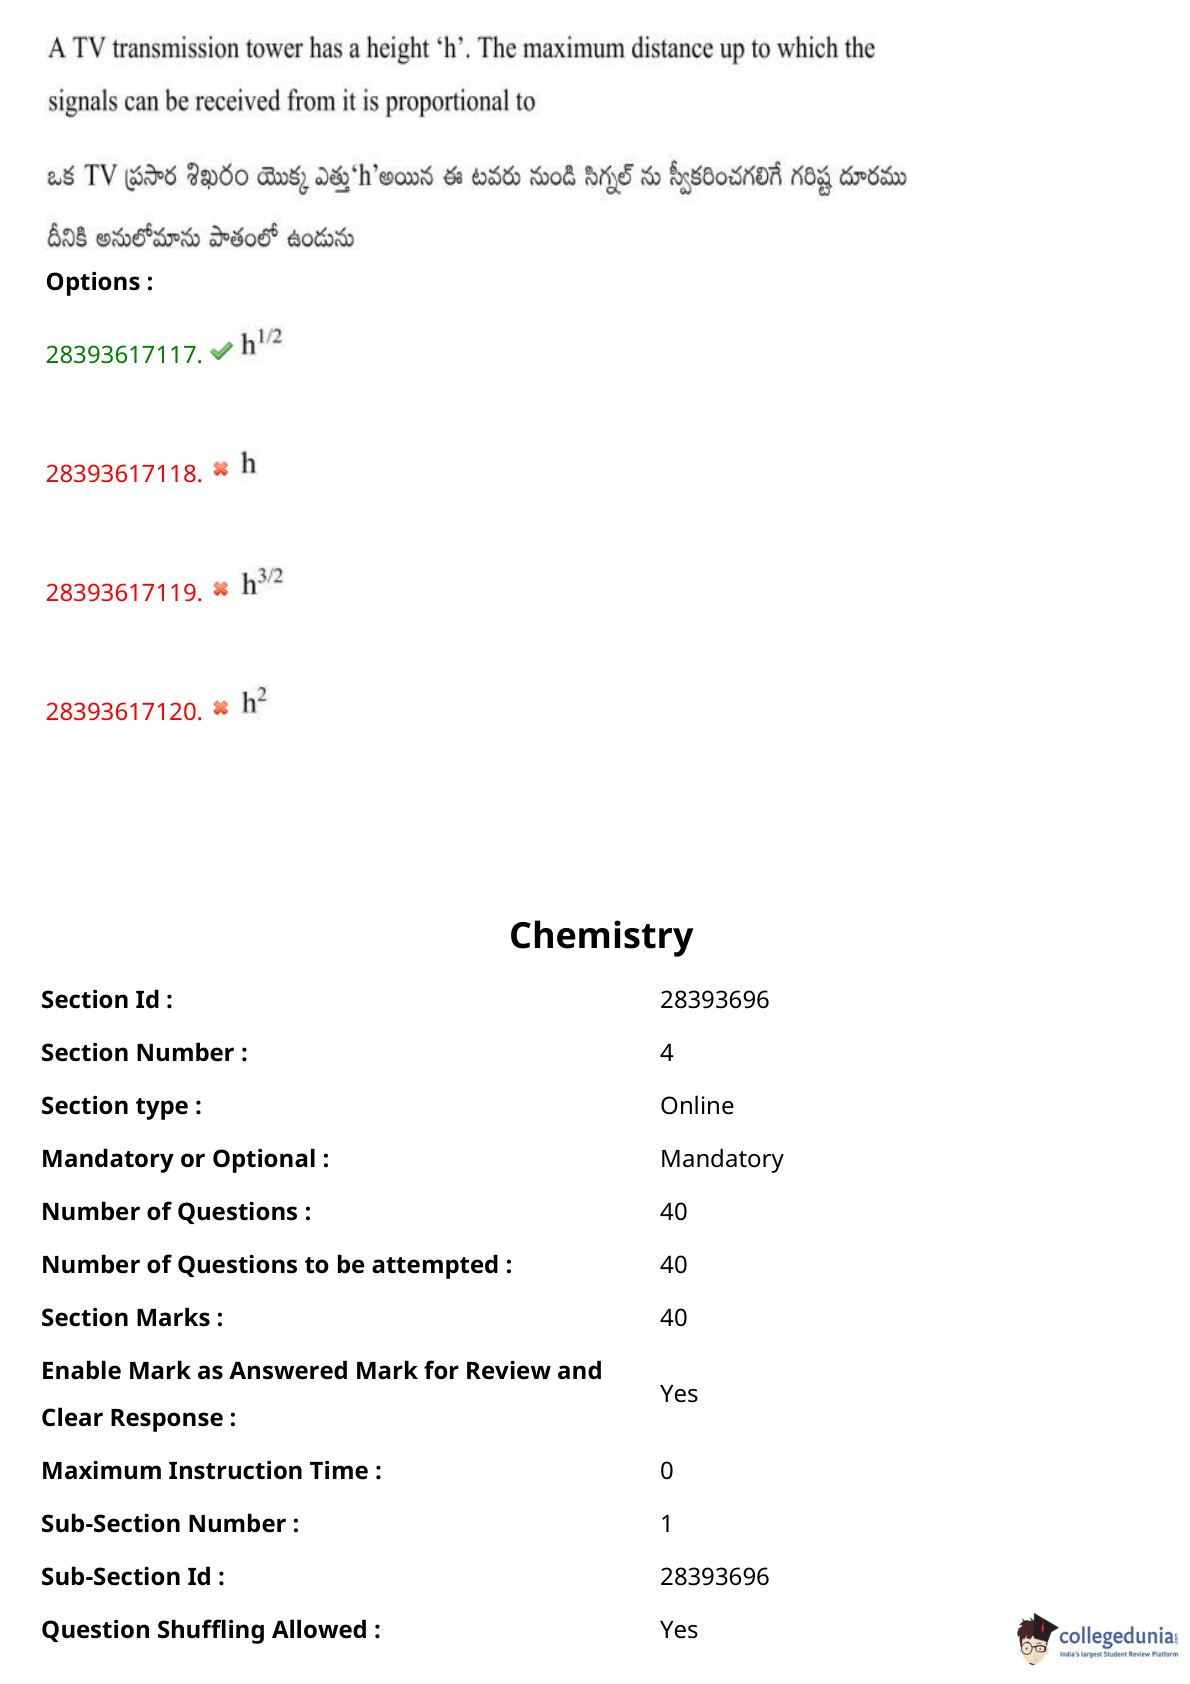 A TV transmission tower has a height ‘h’. The maximum distance up to which the
signals can be received from it is proportional to
ఒక TV ప్రసార శిఖరం యొక్క ఎత్తు‘h’అయిన ఈ టవరు నుండి సిగ్నల్ ను స్వీకరించగలిగే గరిష్ట దూరము
దీనికి అనులోమాను పాతంలో ఉండును
Options :
28393617117. ✔ h^1/2
28393617118. ✖ h
28393617119. ✖ h^3/2
28393617120. ✖ h^2
Chemistry
Section Id : 28393696
Section Number : 4
Section type : Online
Mandatory or Optional : Mandatory
Number of Questions : 40
Number of Questions to be attempted : 40
Section Marks : 40
Enable Mark as Answered Mark for Review and
Clear Response : Yes
Maximum Instruction Time : 0
Sub-Section Number : 1
Sub-Section Id : 28393696
Question Shuffling Allowed : Yes
collegedunia
India's largest Student Review Platform